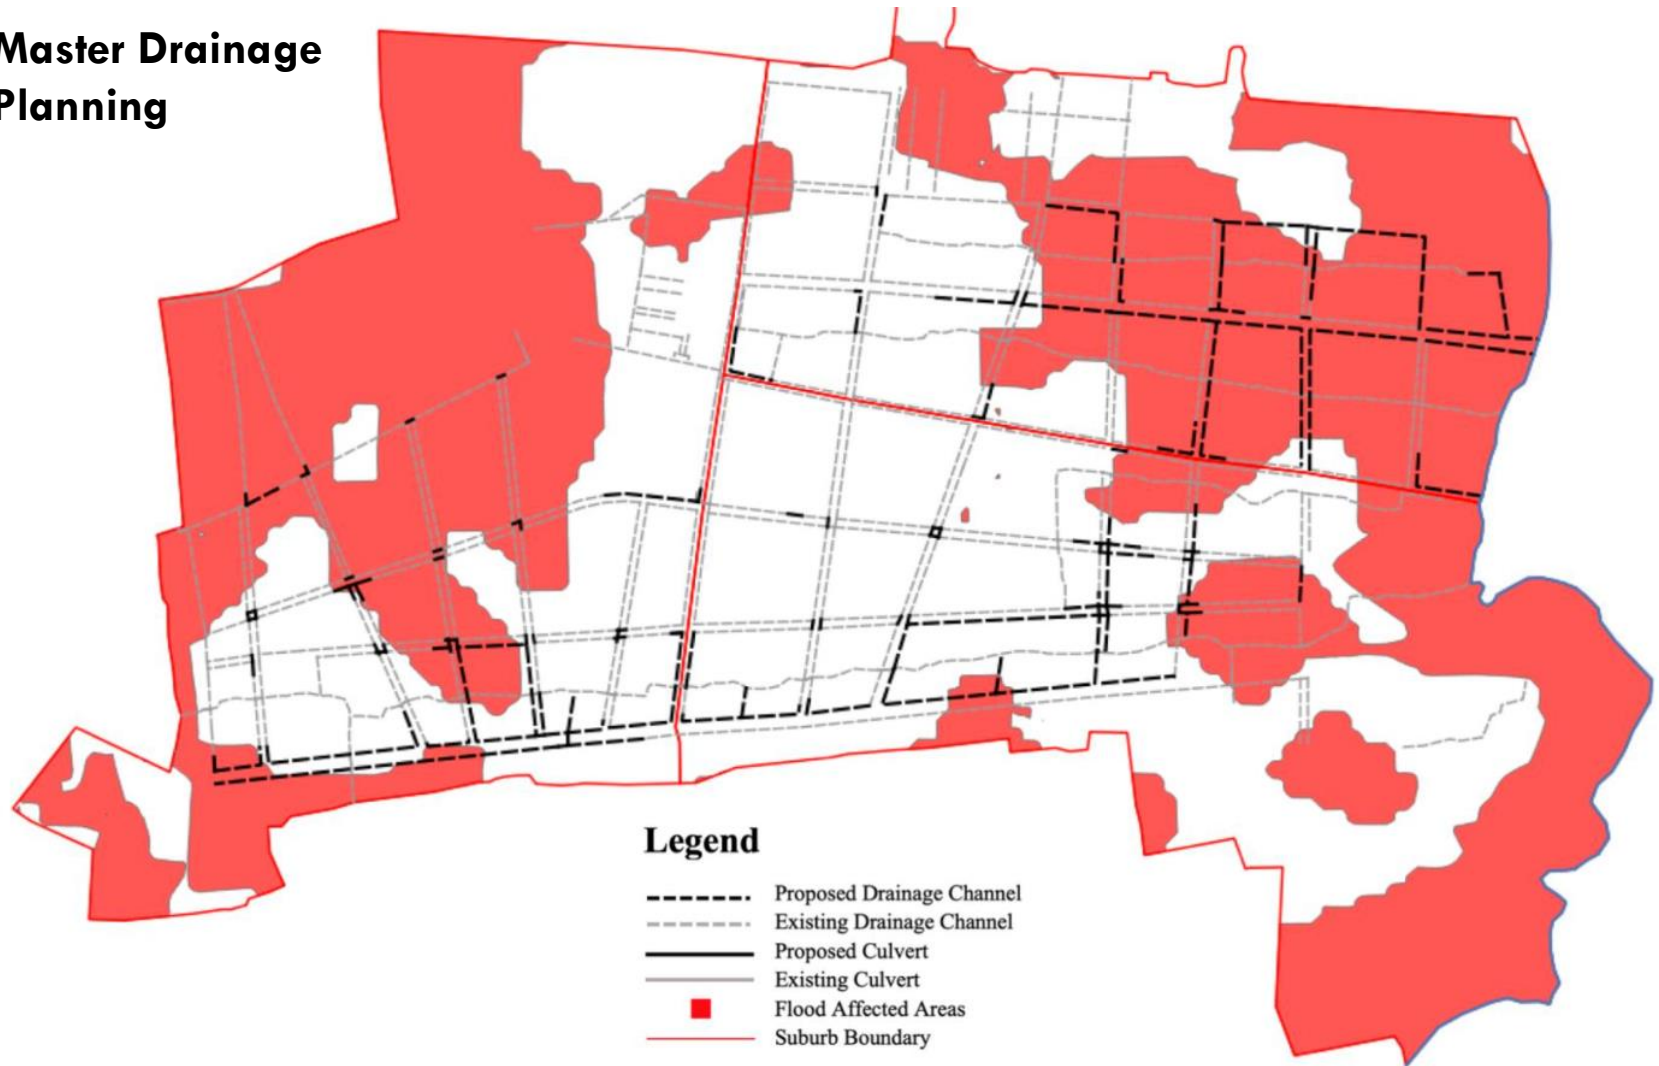 Master Drainage
Planning
Legend
Proposed Drainage Channel
Existing Drainage Channel
Proposed Culvert
Existing Culvert
Flood Affected Areas
Suburb Boundary